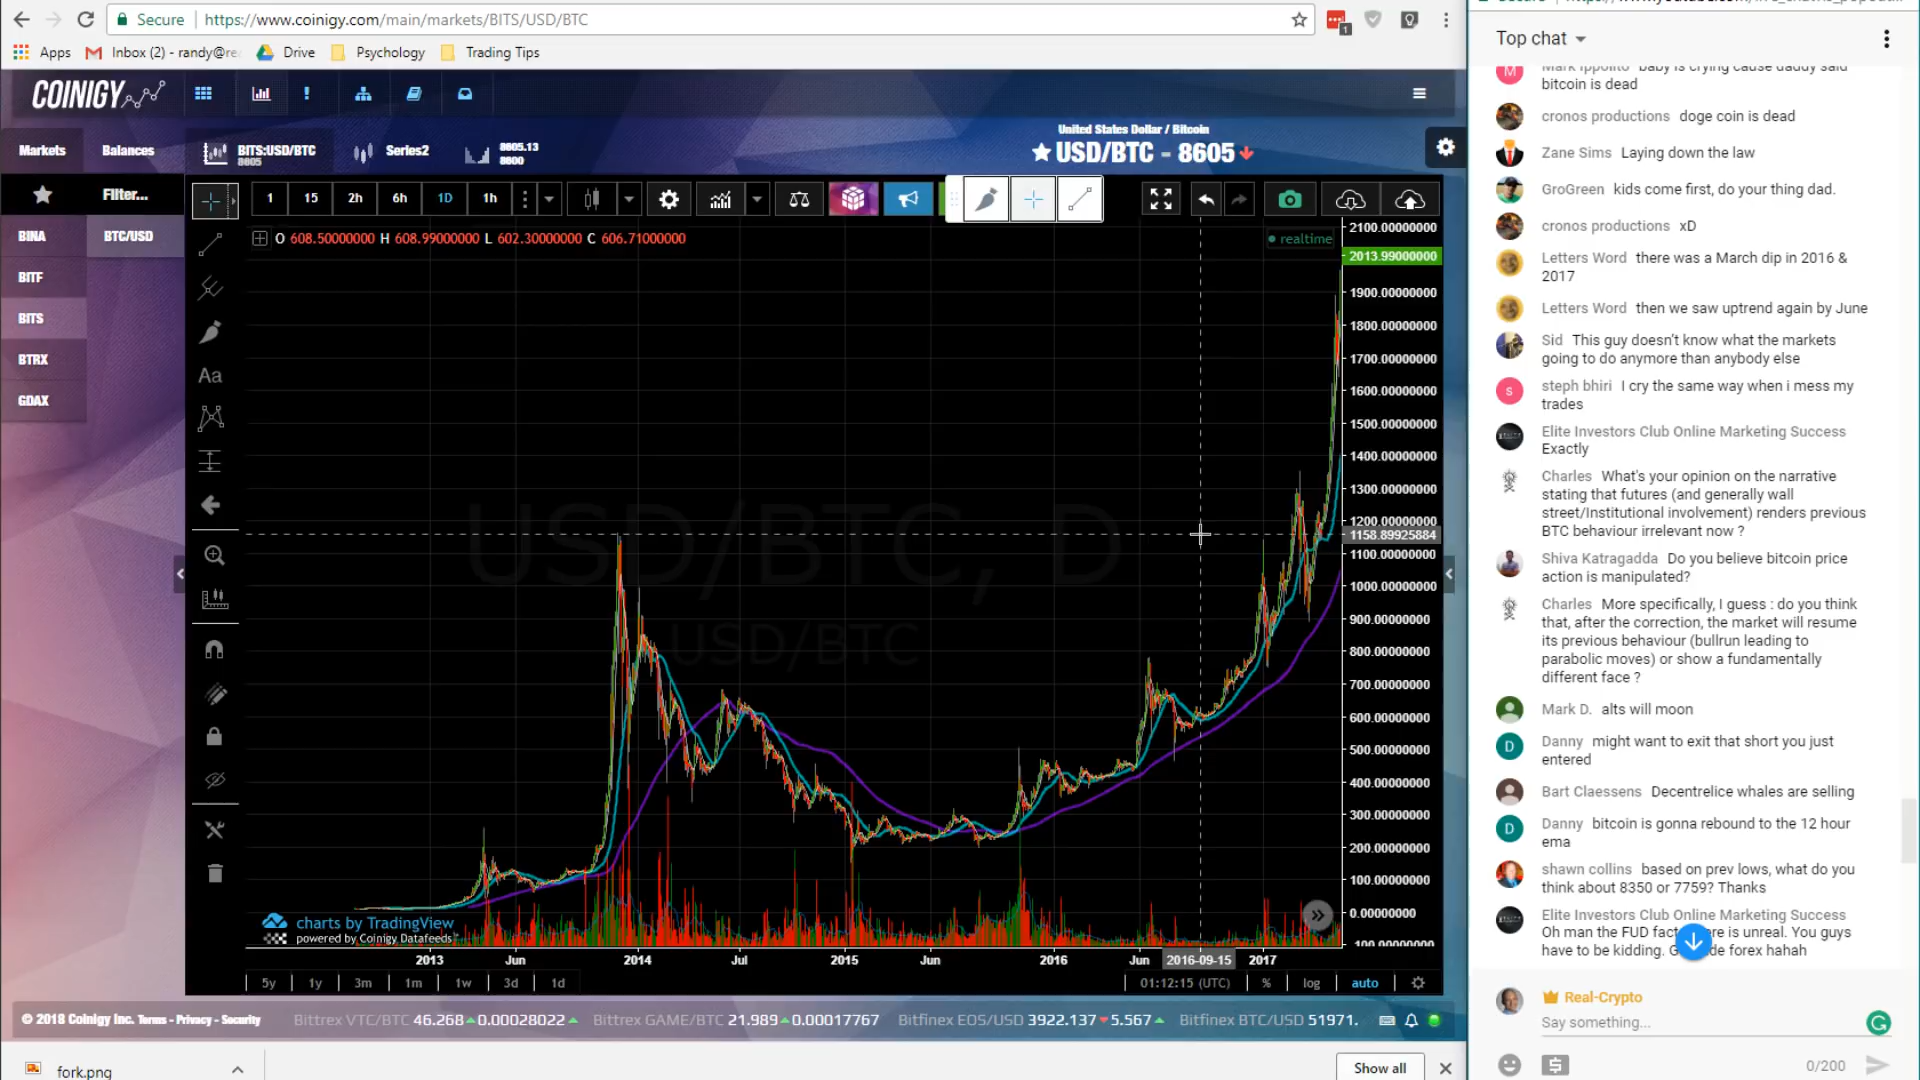 Secure
https://www.coinigy.com/main/markets/BITS/USD/BTC
1
Apps
Inbox (2) - randy@re
Drive
Psychology
Trading Tips
COINIGY
Markets
Balances
BITS:USD/BTC
8605
Series2
8605.13
8600
United States Dollar / Bitcoin
USD/BTC - 8605
Filter...
1
15
2h
6h
1D
1h
BINA
BTC/USD
BITF
BITS
BTRX
GDAX
Aa
O 608.50000000 H 608.99000000 L 602.30000000 C 606.71000000
realtime
2100.00000000
2013.99000000
1900.00000000
1800.00000000
1700.00000000
1600.00000000
1500.00000000
1400.00000000
1300.00000000
1200.00000000
1158.89925884
1100.00000000
1000.00000000
900.00000000
800.00000000
700.00000000
600.00000000
500.00000000
400.00000000
300.00000000
200.00000000
100.00000000
0.00000000
100.00000000
USD/BTC, D
USD/BTC
charts by TradingView
powered by Coinigy Datafeeds
2013
Jun
2014
Jul
2015
Jun
2016
Jun
2016-09-15
2017
5y
1y
3m
1m
1w
3d
1d
01:12:15 (UTC)
%
log
auto
© 2018 Coinigy Inc. Terms - Privacy - Security
Bittrex VTC/BTC 46.268 0.00028022
Bittrex GAME/BTC 21.989 0.00017767
Bitfinex EOS/USD 3922.137 5.567
Bitfinex BTC/USD 51971.
fork.png
Show all
Top chat
Mark Ippolito baby is crying cause daddy said
bitcoin is dead
cronos productions doge coin is dead
Zane Sims Laying down the law
GroGreen kids come first, do your thing dad.
cronos productions xD
Letters Word there was a March dip in 2016 &
2017
Letters Word then we saw uptrend again by June
Sid This guy doesn't know what the markets
going to do anymore than anybody else
steph bhiri I cry the same way when i mess my
trades
Elite Investors Club Online Marketing Success
Exactly
Charles What's your opinion on the narrative
stating that futures (and generally wall
street/Institutional involvement) renders previous
BTC behaviour irrelevant now ?
Shiva Katragadda Do you believe bitcoin price
action is manipulated?
Charles More specifically, I guess : do you think
that, after the correction, the market will resume
its previous behaviour (bullrun leading to
parabolic moves) or show a fundamentally
different face ?
Mark D. alts will moon
Danny might want to exit that short you just
entered
Bart Claessens Decentrelice whales are selling
Danny bitcoin is gonna rebound to the 12 hour
ema
shawn collins based on prev lows, what do you
think about 8350 or 7759? Thanks
Elite Investors Club Online Marketing Success
Oh man the FUD is unreal. You guys
have to be kidding. forex hahah
Real-Crypto
Say something...
0/200